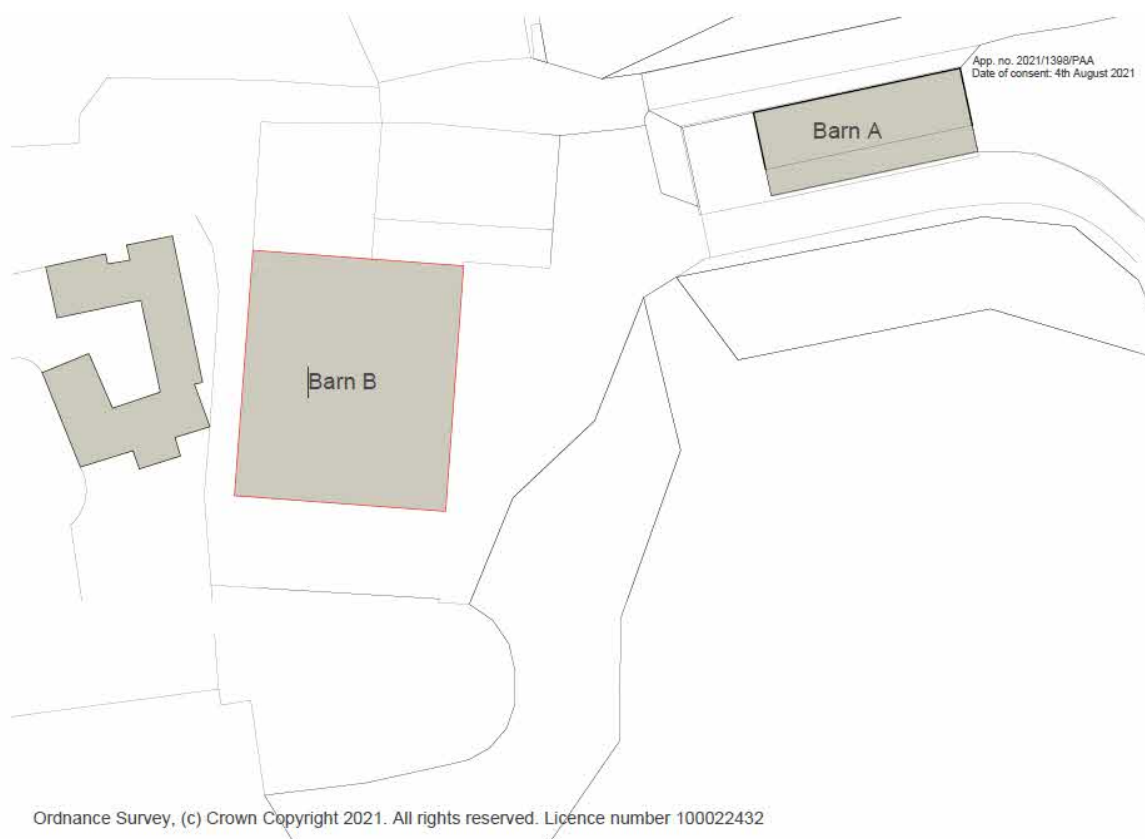 App. no. 2021/1398/PAA
Date of consent: 4th August 2021
Barn A
Barn B
Ordnance Survey, (c) Crown Copyright 2021. All rights reserved. Licence number 100022432